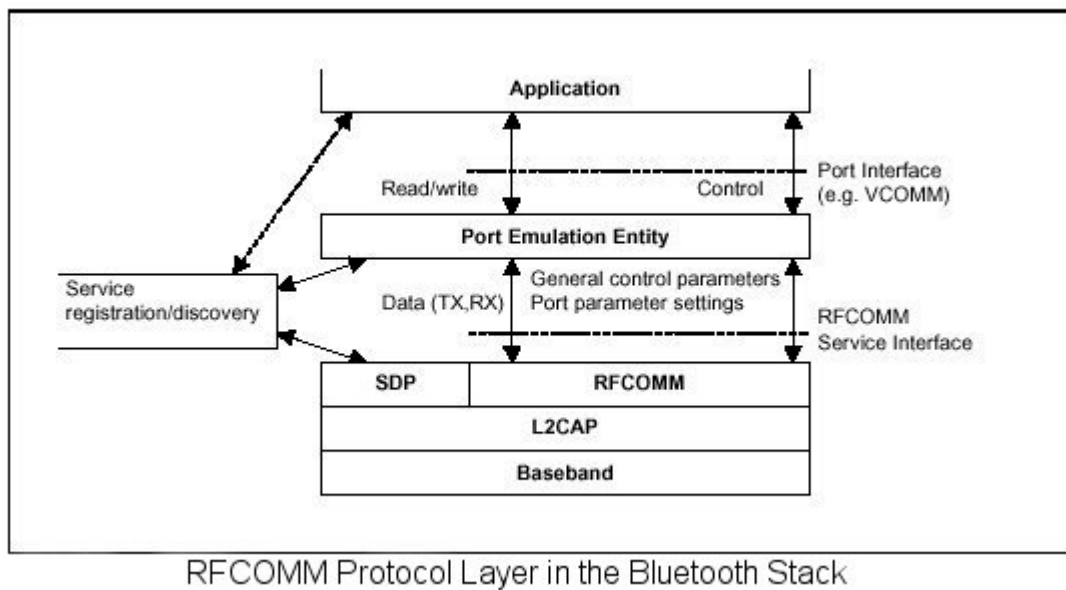 Application
Read/write
Control
Port Interface
(e.g. VCOMM)
Port Emulation Entity
Service
registration/discovery
Data (TX,RX)
General control parameters
Port parameter settings
RFCOMM
Service Interface
SDP
RFCOMM
L2CAP
Baseband
RFCOMM Protocol Layer in the Bluetooth Stack